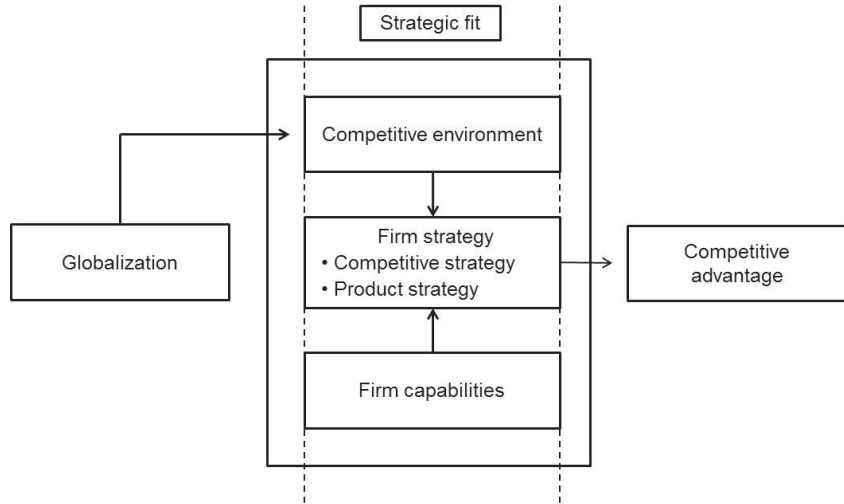 Strategic fit
Competitive environment
Globalization
Firm strategy
• Competitive strategy
• Product strategy
Competitive
advantage
Firm capabilities